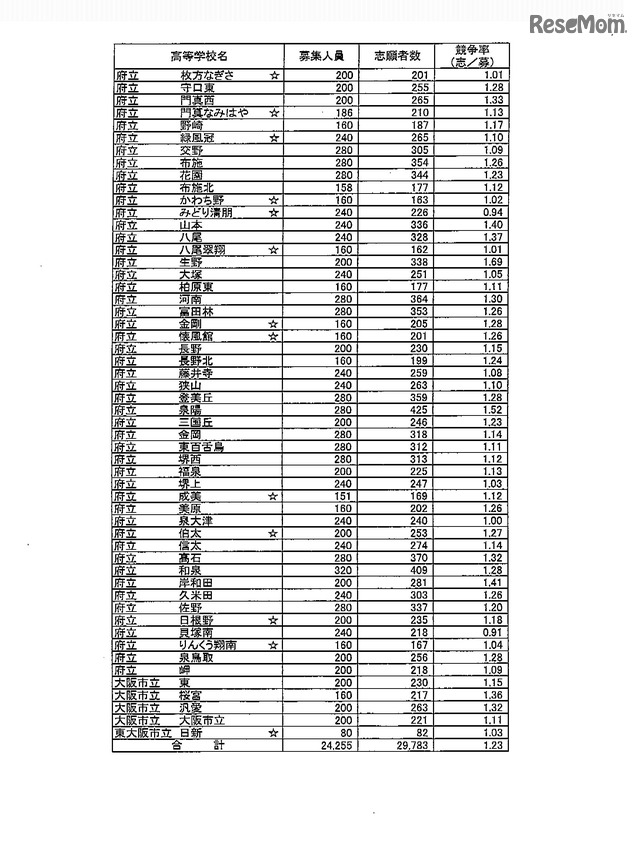 リセマム
ReseMom.
高等学校名 募集人員 志願者数 競争率(志／募)
府立 枚方なぎさ ☆ 200 201 1.01
府立 守口東 200 255 1.28
府立 門真西 200 265 1.33
府立 門真なみはや ☆ 186 210 1.13
府立 野崎 160 187 1.17
府立 緑風冠 ☆ 240 265 1.10
府立 交野 280 305 1.09
府立 布施 280 354 1.26
府立 花園 280 344 1.23
府立 布施北 158 177 1.12
府立 かわち野 ☆ 160 163 1.02
府立 みどり清朋 ☆ 240 226 0.94
府立 山本 240 336 1.40
府立 八尾 240 328 1.37
府立 八尾翠翔 ☆ 160 162 1.01
府立 生野 200 338 1.69
府立 大塚 240 251 1.05
府立 柏原東 160 177 1.11
府立 河南 280 364 1.30
府立 富田林 280 353 1.26
府立 金剛 ☆ 160 205 1.28
府立 懐風館 ☆ 160 201 1.26
府立 長野 200 230 1.15
府立 長野北 160 199 1.24
府立 藤井寺 240 259 1.08
府立 狭山 240 263 1.10
府立 登美丘 280 359 1.28
府立 泉陽 280 425 1.52
府立 三国丘 200 246 1.23
府立 金岡 280 318 1.14
府立 東百舌鳥 280 312 1.11
府立 堺西 280 313 1.12
府立 福泉 200 225 1.13
府立 堺上 240 247 1.03
府立 成美 ☆ 151 169 1.12
府立 美原 160 202 1.26
府立 泉大津 240 240 1.00
府立 伯太 ☆ 200 253 1.27
府立 信太 240 274 1.14
府立 高石 280 370 1.32
府立 和泉 320 409 1.28
府立 岸和田 200 281 1.41
府立 久米田 240 303 1.26
府立 佐野 280 337 1.20
府立 日根野 ☆ 200 235 1.18
府立 貝塚南 240 218 0.91
府立 りんくう翔南 ☆ 160 167 1.04
府立 泉鳥取 200 256 1.28
府立 岬 200 218 1.09
大阪市立 東 200 230 1.15
大阪市立 桜宮 160 217 1.36
大阪市立 汎愛 200 263 1.32
大阪市立 大阪市立 200 221 1.11
東大阪市立 日新 ☆ 80 82 1.03
合 計 24,255 29,783 1.23